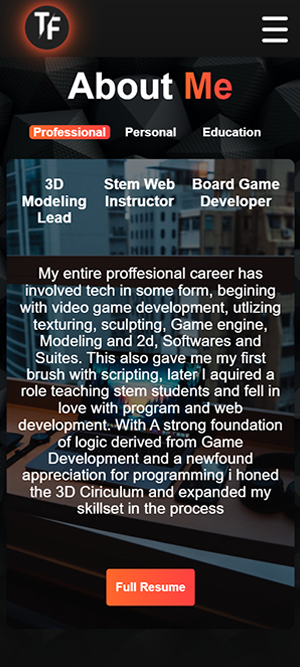 TF
About Me
Professional Personal Education
3D Modeling Lead
Stem Web Instructor
Board Game Developer
My entire proffesional career has
involved tech in some form, begining
with video game development, utlizing
texturing, sculpting, Game engine,
Modeling and 2d, Softwares and
Suites. This also gave me my first
brush with scripting, later I aquired a
role teaching stem students and fell in
love with program and web
development. With A strong foundation
of logic derived from Game
Development and a newfound
appreciation for programming i honed
the 3D Ciriculum and expanded my
skillset in the process
Full Resume